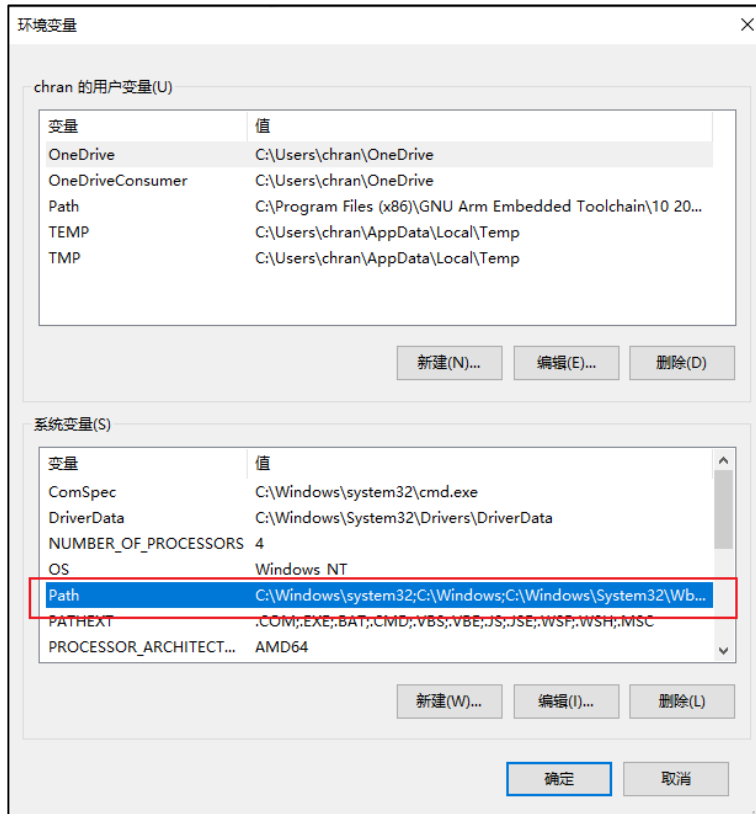 环境变量
chran 的用户变量(U)
变量 值
OneDrive C:\Users\chran\OneDrive
OneDriveConsumer C:\Users\chran\OneDrive
Path C:\Program Files (x86)\GNU Arm Embedded Toolchain\10 20...
TEMP C:\Users\chran\AppData\Local\Temp
TMP C:\Users\chran\AppData\Local\Temp
新建(N)... 编辑(E)... 删除(D)
系统变量(S)
变量 值
ComSpec C:\Windows\system32\cmd.exe
DriverData C:\Windows\System32\Drivers\DriverData
NUMBER_OF_PROCESSORS 4
OS Windows_NT
Path C:\Windows\system32;C:\Windows;C:\Windows\System32\Wb...
PATHEXT .COM;.EXE;.BAT;.CMD;.VBS;.VBE;.JS;.JSE;.WSF;.WSH;.MSC
PROCESSOR_ARCHITECT... AMD64
新建(W)... 编辑(I)... 删除(L)
确定 取消